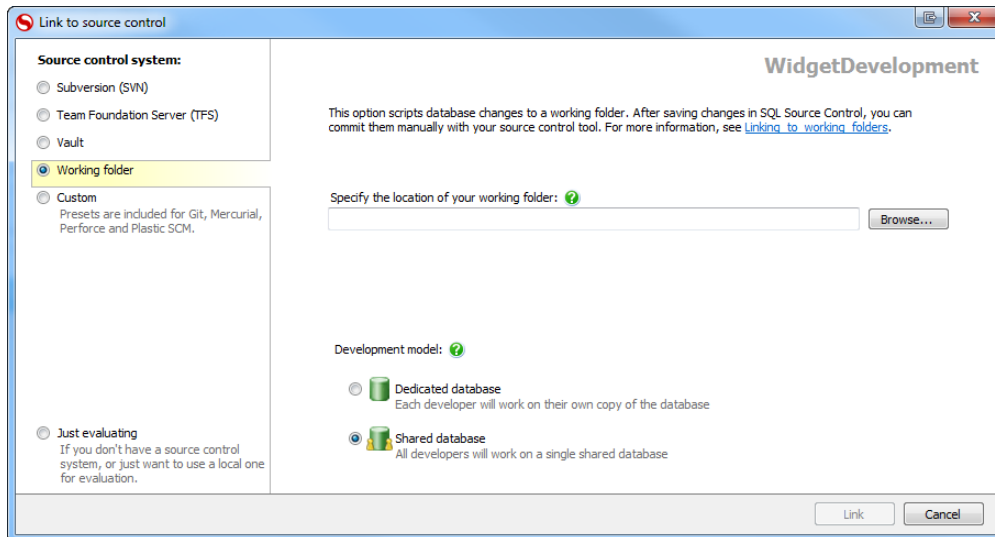 Link to source control
Source control system:
Subversion (SVN)
Team Foundation Server (TFS)
Vault
Working folder
Custom
Presets are included for Git, Mercurial,
Perforce and Plastic SCM.
Just evaluating
If you don't have a source control
system, or just want to use a local one
for evaluation.
WidgetDevelopment
This option scripts database changes to a working folder. After saving changes in SQL Source Control, you can
commit them manually with your source control tool. For more information, see Linking_to_working_folders.
Specify the location of your working folder: ?
Browse...
Development model: ?
Dedicated database
Each developer will work on their own copy of the database
Shared database
All developers will work on a single shared database
Link Cancel